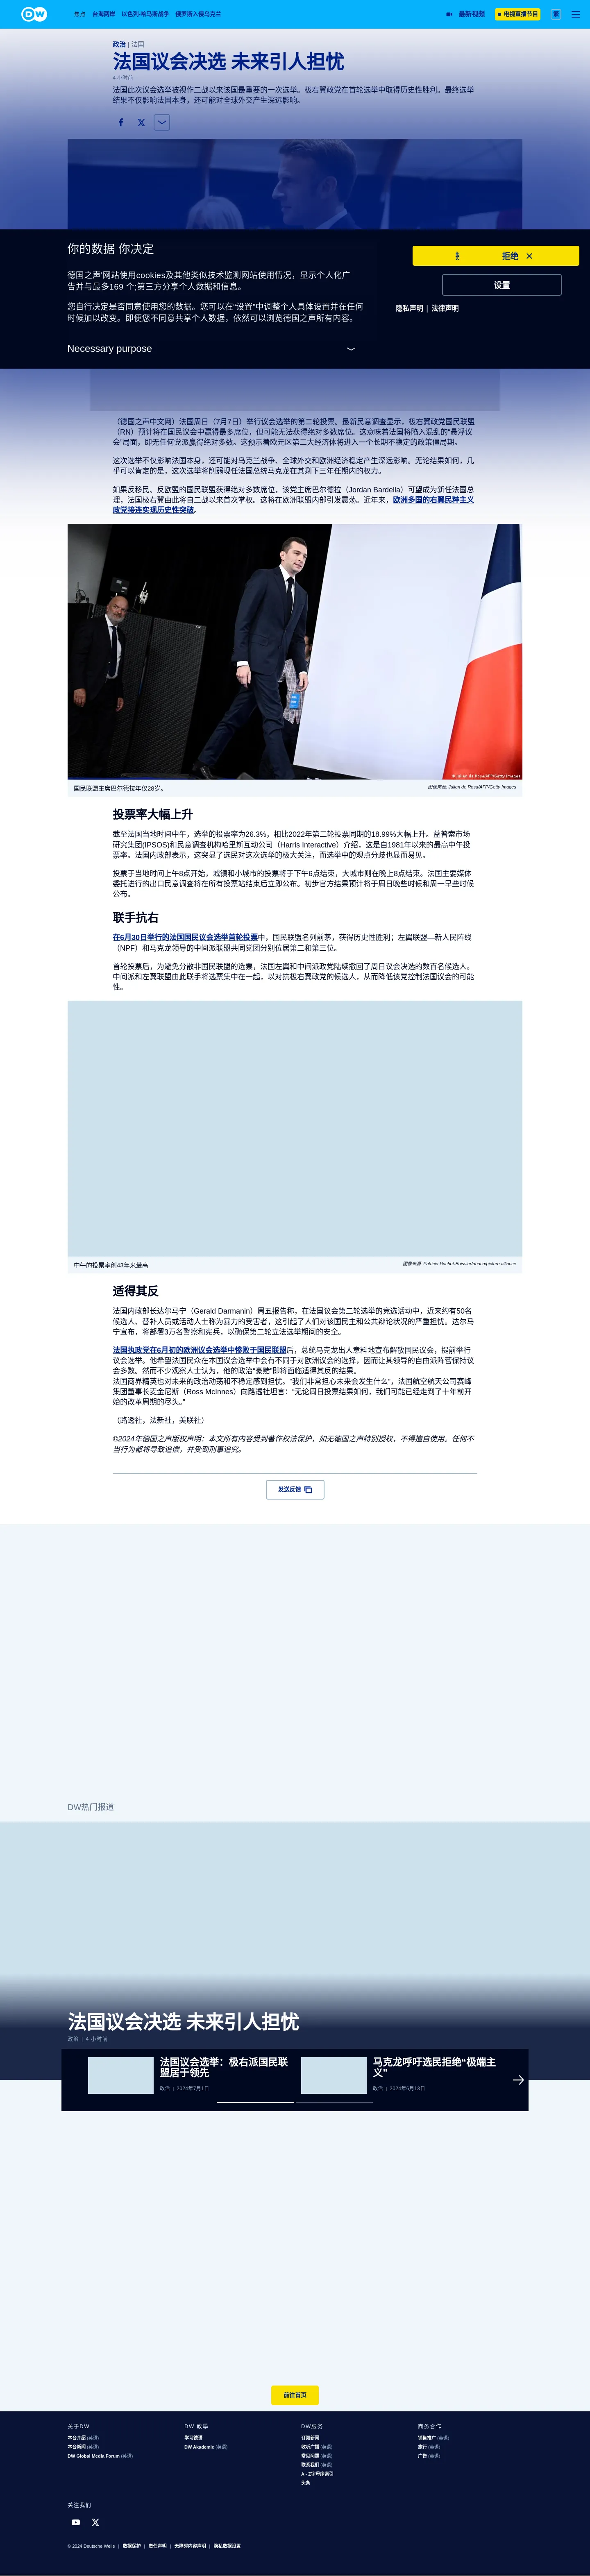 DW
焦点 台海两岸 以色列-哈马斯战争 俄罗斯入侵乌克兰
最新视频 电视直播节目 繁
政治 | 法国
法国议会决选 未来引人担忧
4 小时前
法国此次议会选举被视作二战以来该国最重要的一次选举。极右翼政党在首轮选举中取得历史性胜利。最终选举
结果不仅影响法国本身，还可能对全球外交产生深远影响。
你的数据 你决定
德国之声'网站使用cookies及其他类似技术监测网站使用情况，显示个人化广
告并与最多169 个;第三方分享个人数据和信息。
您自行决定是否同意使用您的数据。您可以在“设置”中调整个人具体设置并在任何
时候加以改变。即便您不同意共享个人数据，依然可以浏览德国之声所有内容。
Necessary purpose
拒绝
设置
隐私声明 | 法律声明
（德国之声中文网）法国周日（7月7日）举行议会选举的第二轮投票。最新民意调查显示，极右翼政党国民联盟
（RN）预计将在国民议会中赢得最多席位，但可能无法获得绝对多数席位。这意味着法国将陷入混乱的“悬浮议
会”局面，即无任何党派赢得绝对多数。这预示着欧元区第二大经济体将进入一个长期不稳定的政策僵局期。
这次选举不仅影响法国本身，还可能对乌克兰战争、全球外交和欧洲经济稳定产生深远影响。无论结果如何，几
乎可以肯定的是，这次选举将削弱现任法国总统马克龙在其剩下三年任期内的权力。
如果反移民、反欧盟的国民联盟获得绝对多数席位，该党主席巴尔德拉（Jordan Bardella）可望成为新任法国总
理，法国极右翼由此将自二战以来首次掌权。这将在欧洲联盟内部引发震荡。近年来，欧洲多国的右翼民粹主义
政党接连实现历史性突破。
© Julien de Rosa/AFP/Getty Images
国民联盟主席巴尔德拉年仅28岁。
图像来源: Julien de Rosa/AFP/Getty Images
投票率大幅上升
截至法国当地时间中午，选举的投票率为26.3%，相比2022年第二轮投票同期的18.99%大幅上升。益普索市场
研究集团(IPSOS)和民意调查机构哈里斯互动公司（Harris Interactive）介绍，这是自1981年以来的最高中午投
票率。法国内政部表示，这突显了选民对这次选举的极大关注，而选举中的观点分歧也显而易见。
投票于当地时间上午8点开始，城镇和小城市的投票将于下午6点结束，大城市则在晚上8点结束。法国主要媒体
委托进行的出口民意调查将在所有投票站结束后立即公布。初步官方结果预计将于周日晚些时候和周一早些时候
公布。
联手抗右
在6月30日举行的法国国民议会选举首轮投票中，国民联盟名列前茅，获得历史性胜利；左翼联盟—新人民阵线
（NPF）和马克龙领导的中间派联盟共同党团分别位居第二和第三位。
首轮投票后，为避免分散非国民联盟的选票，法国左翼和中间派政党陆续撤回了周日议会决选的数百名候选人。
中间派和左翼联盟由此联手将选票集中在一起，以对抗极右翼政党的候选人，从而降低该党控制法国议会的可能
性。
中午的投票率创43年来最高
图像来源: Patricia Huchot-Boissier/abaca/picture alliance
适得其反
法国内政部部长达尔马宁（Gerald Darmanin）周五报告称，在法国议会第二轮选举的竞选活动中，近来约有50名
候选人、替补人员或活动人士称为暴力的受害者，这引起了人们对该国民主和公共辩论状况的严重担忧。达尔马
宁宣布，将部署3万名警察和宪兵，以确保第二轮立法选举期间的安全。
法国执政党在6月初的欧洲议会选举中惨败于国民联盟后，总统马克龙出人意料地宣布解散国民议会，提前举行
议会选举。他希望法国民众在本国议会选举中会有不同于对欧洲议会的选择，因而让其领导的自由派阵营保持议
会多数。然而不少观察人士认为，他的政治“豪赌”即将面临适得其反的结果。
法国商界精英也对未来的政治动荡和不稳定感到担忧。“我们非常担心未来会发生什么”，法国航空航天公司赛峰
集团董事长麦金尼斯（Ross McInnes）向路透社坦言：“无论周日投票结果如何，我们可能已经走到了十年前开
始的改革周期的尽头。”
（路透社，法新社，美联社）
©2024年德国之声版权声明：本文所有内容受到著作权法保护，如无德国之声特别授权，不得擅自使用。任何不
当行为都将导致追偿，并受到刑事追究。
发送反馈
DW热门报道
法国议会决选 未来引人担忧
政治 | 4 小时前
法国议会选举：极右派国民联
盟居于领先
政治 | 2024年7月1日
马克龙呼吁选民拒绝“极端主
义”
政治 | 2024年6月13日
前往首页
关于DW
本台介绍 (英语)
本台新闻 (英语)
DW Global Media Forum (英语)
DW 教學
学习德语
DW Akademie (英语)
DW服务
订阅新闻
收听广播 (英语)
常见问题 (英语)
联系我们 (英语)
A - Z字母序索引
头条
商务合作
销售推广 (英语)
旅行 (英语)
广告 (英语)
关注我们
© 2024 Deutsche Welle | 数据保护 | 责任声明 | 无障碍内容声明 | 隐私数据设置